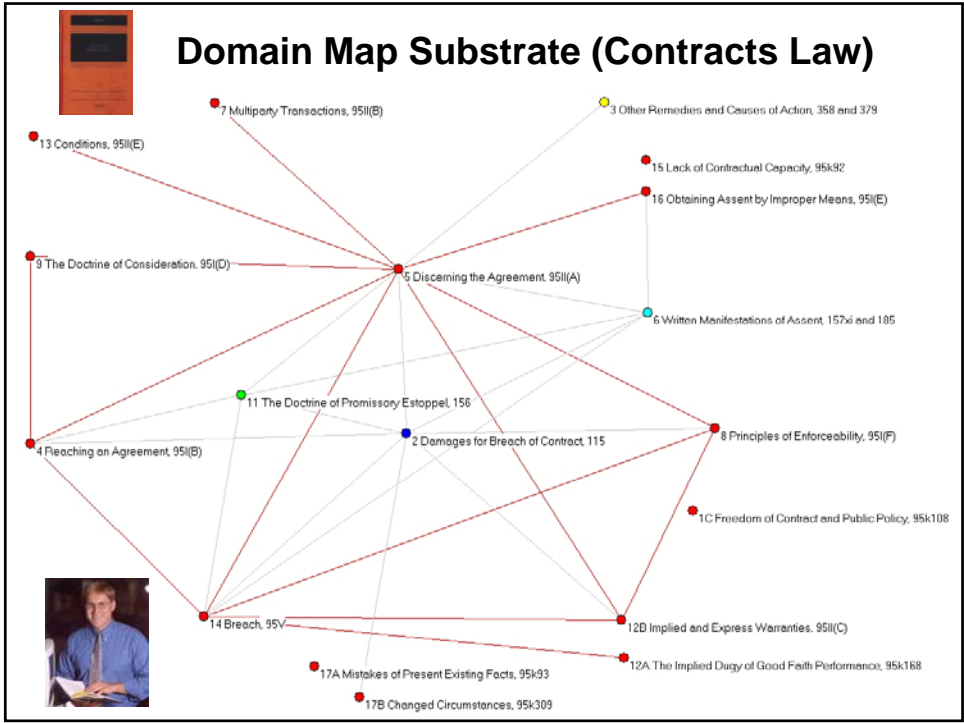 Domain Map Substrate (Contracts Law)
7 Multiparty Transactions, 95II(B)
3 Other Remedies and Causes of Action, 358 and 379
13 Conditions, 95II(E)
15 Lack of Contractual Capacity, 95k92
16 Obtaining Assent by Improper Means, 95I(E)
9 The Doctrine of Consideration, 95I(D)
5 Discerning the Agreement, 95II(A)
6 Written Manifestations of Assent, 157xi and 185
11 The Doctrine of Promissory Estoppel, 156
4 Reaching an Agreement, 95I(B)
2 Damages for Breach of Contract, 115
8 Principles of Enforceability, 95I(F)
1C Freedom of Contract and Public Policy, 95k108
14 Breach, 95V
12B Implied and Express Warranties, 95II(C)
12A The Implied Dugy of Good Faith Performance, 95k168
17A Mistakes of Present Existing Facts, 95k93
17B Changed Circumstances, 95k309